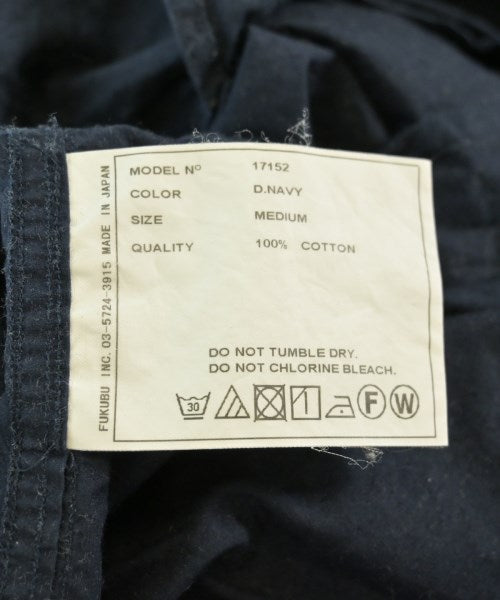 MODEL Nº 17152
COLOR D.NAVY
SIZE MEDIUM
QUALITY 100% COTTON
DO NOT TUMBLE DRY.
DO NOT CHLORINE BLEACH.
30 F W
FUKUBU INC. 03-5724-3915 MADE IN JAPAN